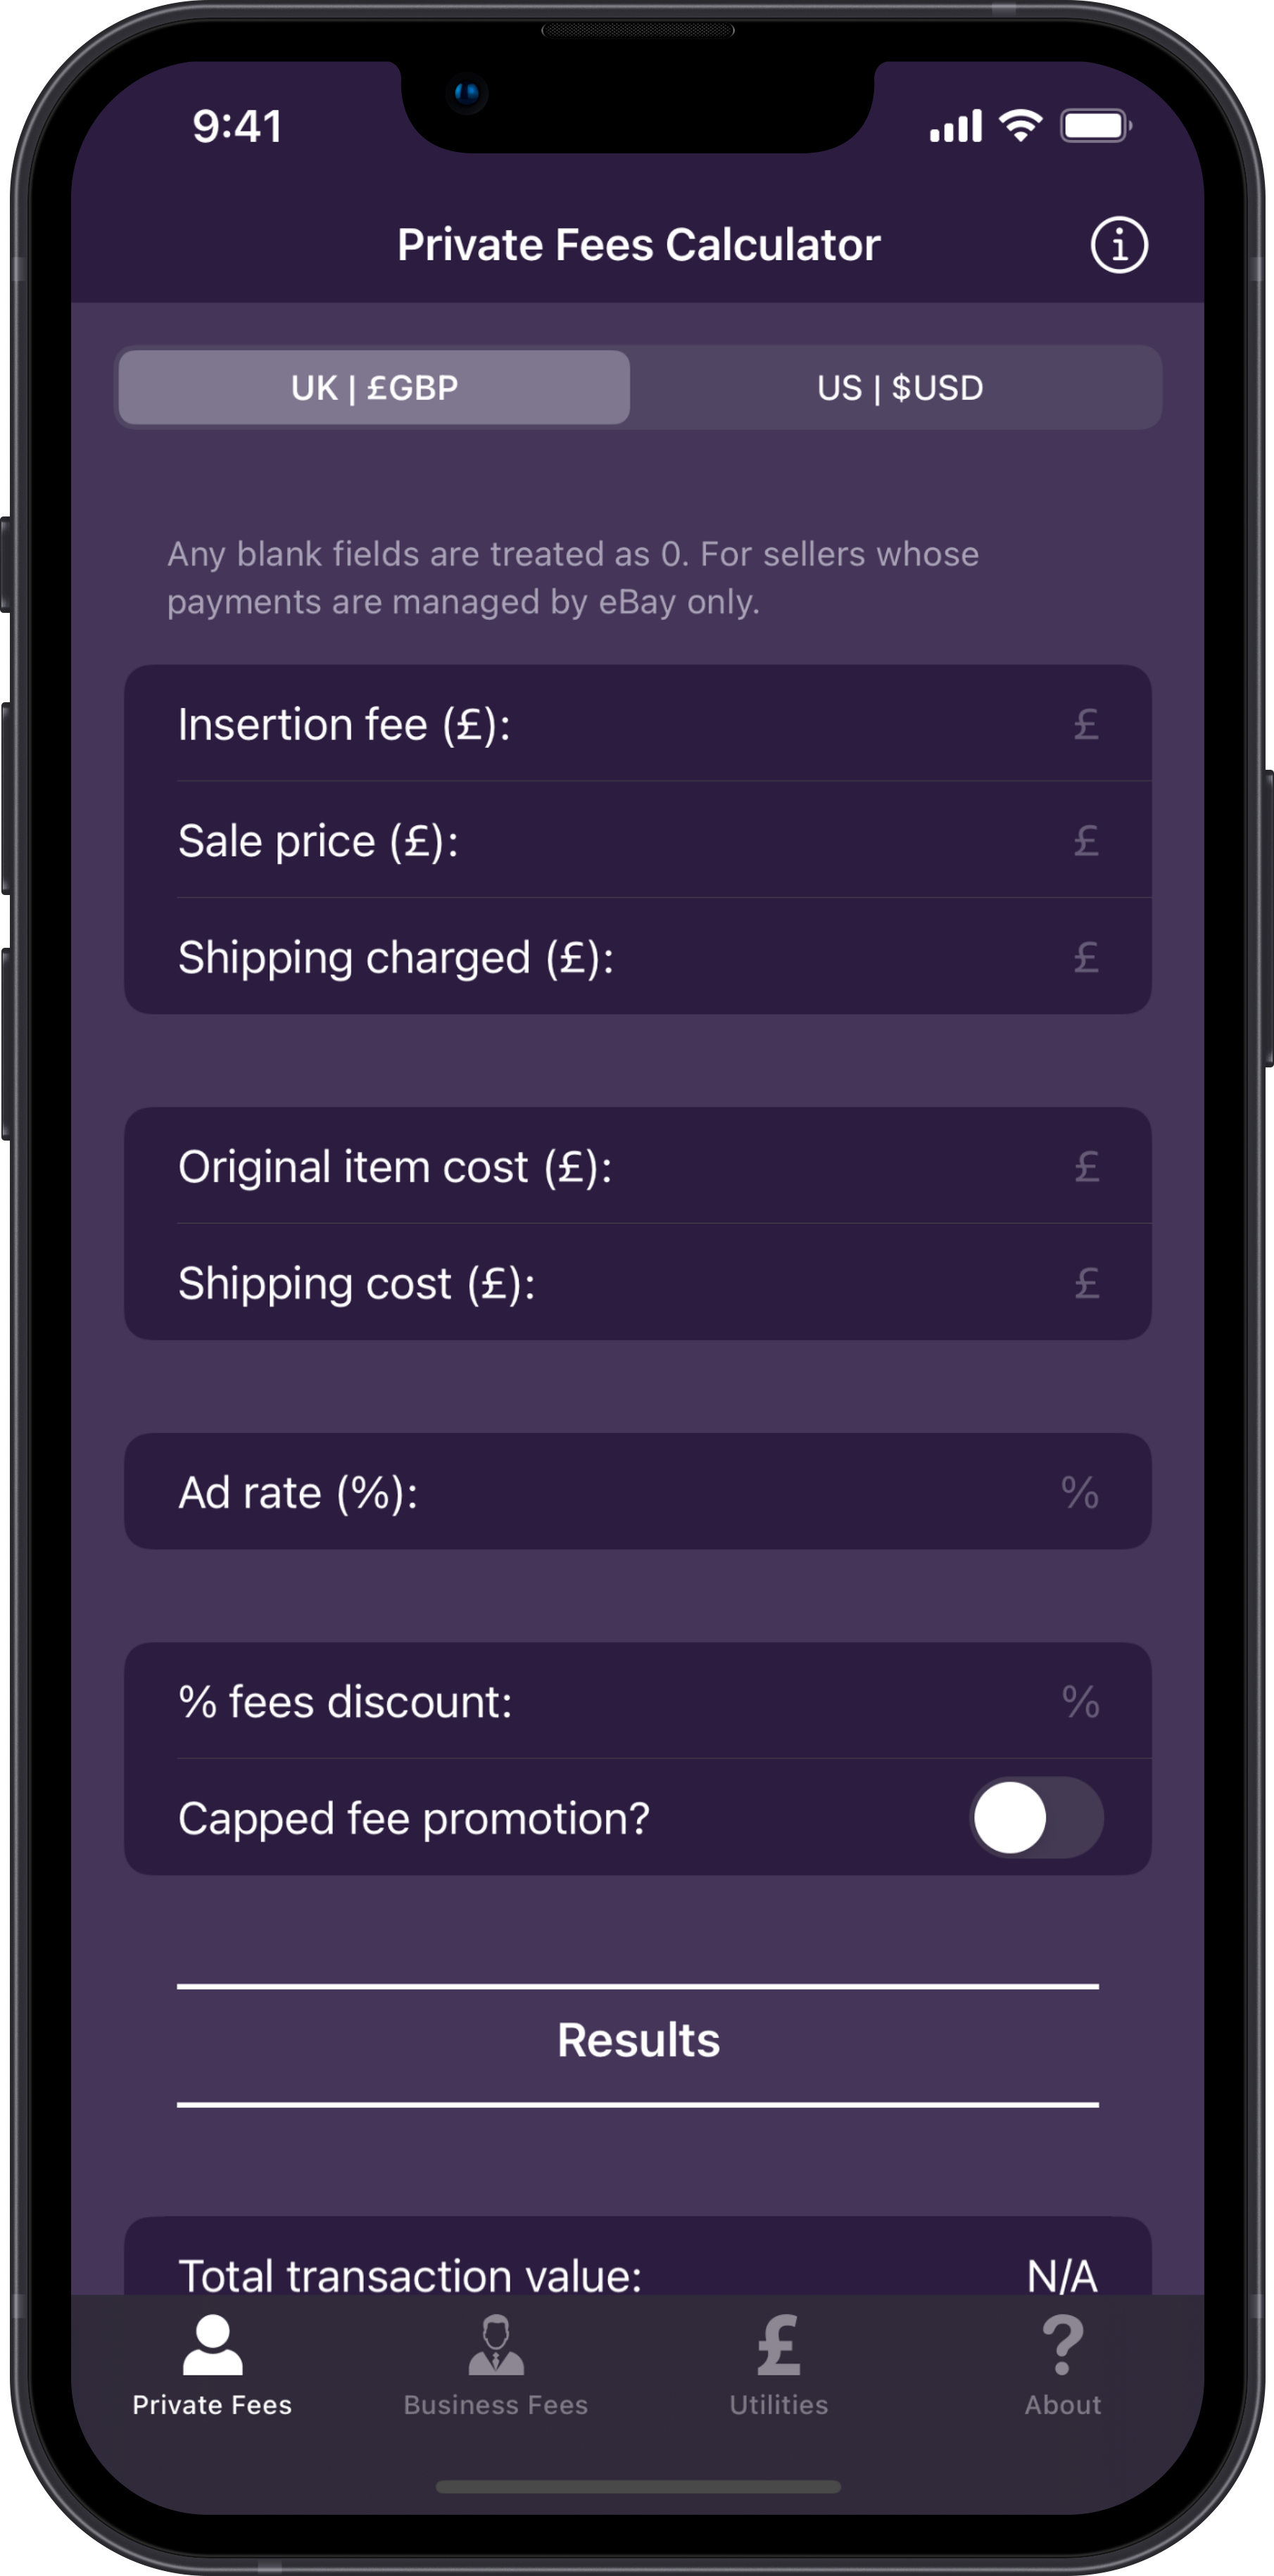 9:41
Private Fees Calculator
UK | £GBP
US | $USD
Any blank fields are treated as 0. For sellers whose
payments are managed by eBay only.
Insertion fee (£):
£
Sale price (£):
£
Shipping charged (£):
£
Original item cost (£):
£
Shipping cost (£):
£
Ad rate (%):
%
% fees discount:
%
Capped fee promotion?
Results
Total transaction value:
N/A
£
?
Private Fees
Business Fees
Utilities
About